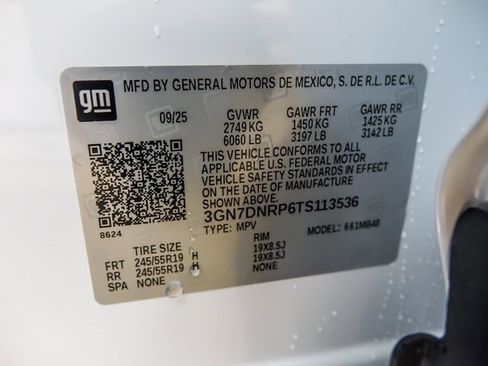 gm
MFD BY GENERAL MOTORS DE MEXICO, S. DE R.L. DE C.V.
09/25 GVWR GAWR FRT GAWR RR
2749 KG 1450 KG 1425 KG
6060 LB 3197 LB 3142 LB
THIS VEHICLE CONFORMS TO ALL
APPLICABLE U.S. FEDERAL MOTOR
VEHICLE SAFETY STANDARDS IN EFFECT
ON THE DATE OF MANUFACTURE
SHOWN ABOVE.
3GN7DNRP6TS113536
8624 TYPE: MPV MODEL: 661MB48
TIRE SIZE RIM
FRT 245/55R19 H 19X8.5J
RR 245/55R19 H 19X8.5J
SPA NONE NONE